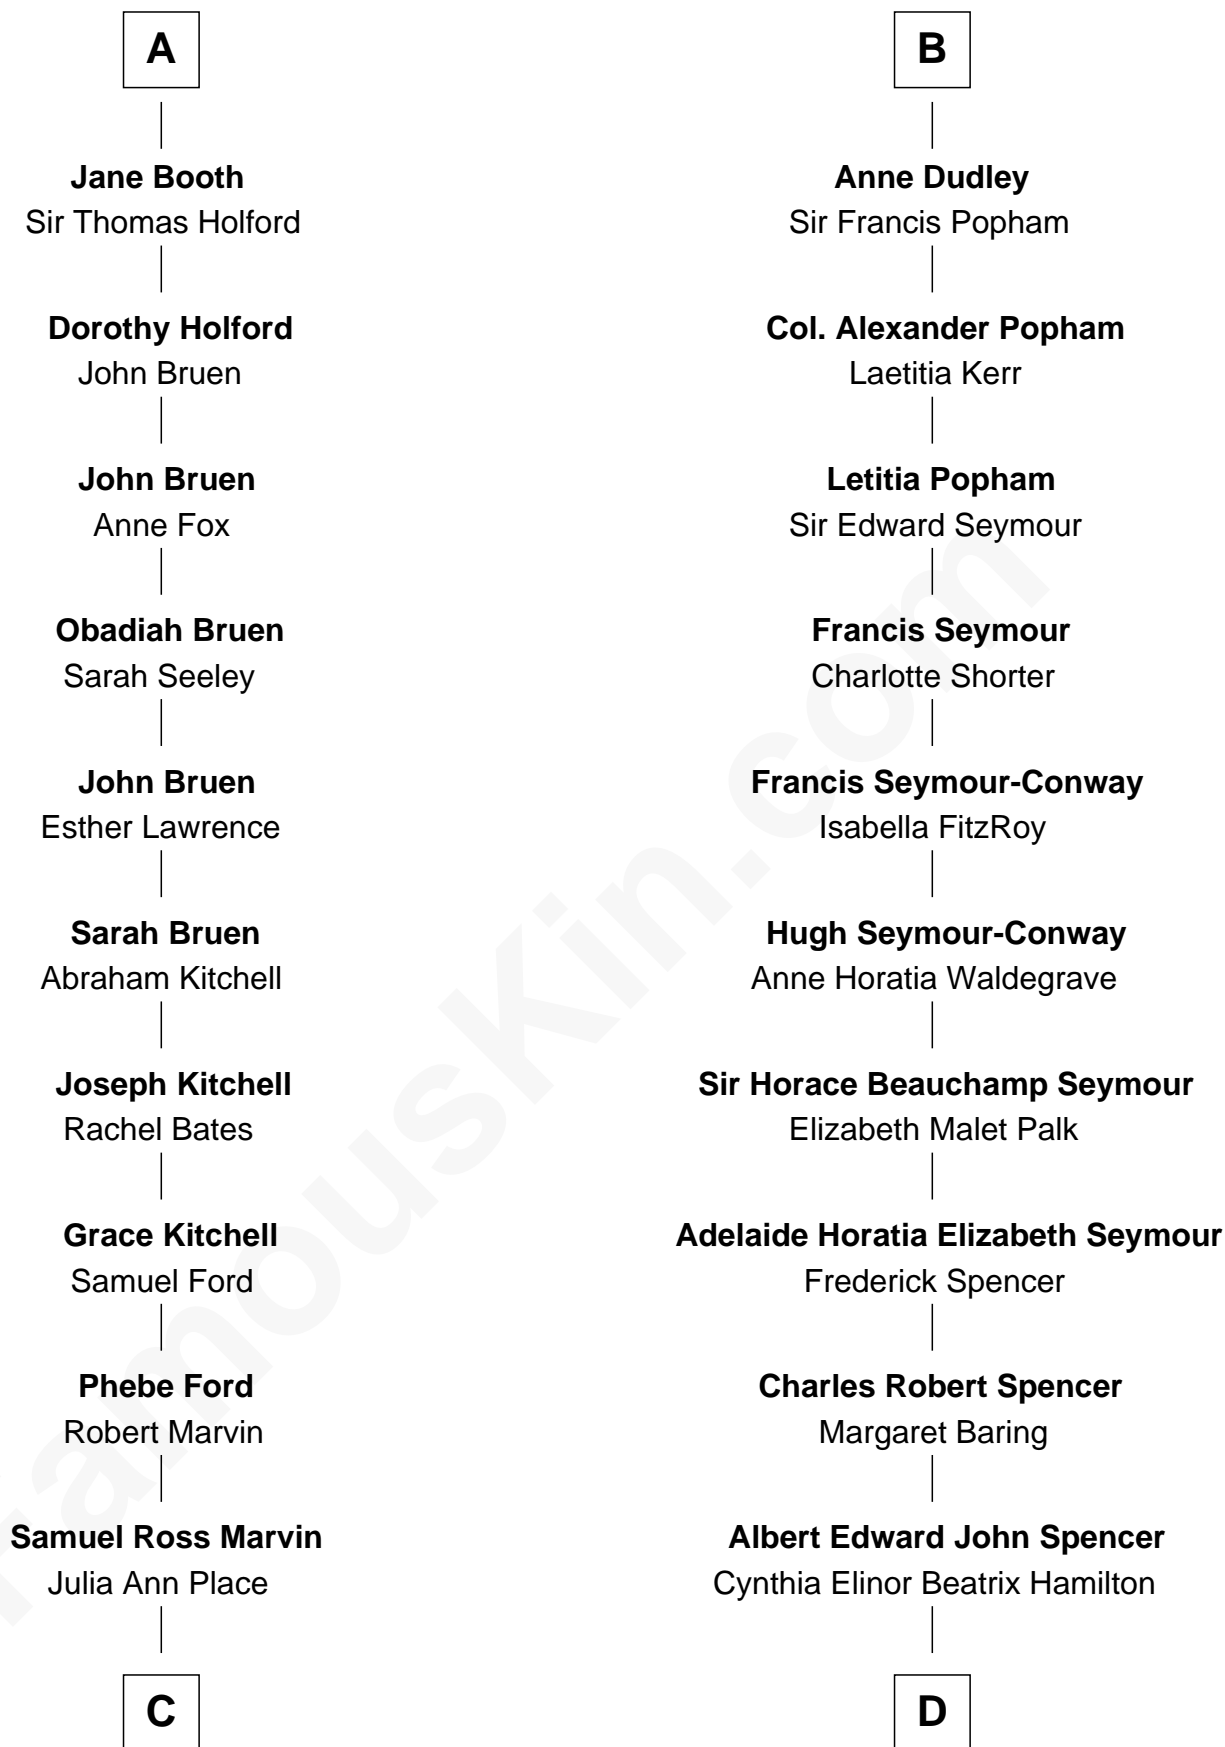 A
Jane Booth
Sir Thomas Holford
Dorothy Holford
John Bruen
John Bruen
Anne Fox
Obadiah Bruen
Sarah Seeley
John Bruen
Esther Lawrence
Sarah Bruen
Abraham Kitchell
Joseph Kitchell
Rachel Bates
Grace Kitchell
Samuel Ford
Phebe Ford
Robert Marvin
Samuel Ross Marvin
Julia Ann Place
C
B
Anne Dudley
Sir Francis Popham
Col. Alexander Popham
Laetitia Kerr
Letitia Popham
Sir Edward Seymour
Francis Seymour
Charlotte Shorter
Francis Seymour-Conway
Isabella FitzRoy
Hugh Seymour-Conway
Anne Horatia Waldegrave
Sir Horace Beauchamp Seymour
Elizabeth Malet Palk
Adelaide Horatia Elizabeth Seymour
Frederick Spencer
Charles Robert Spencer
Margaret Baring
Albert Edward John Spencer
Cynthia Elinor Beatrix Hamilton
D
FamousKin.com